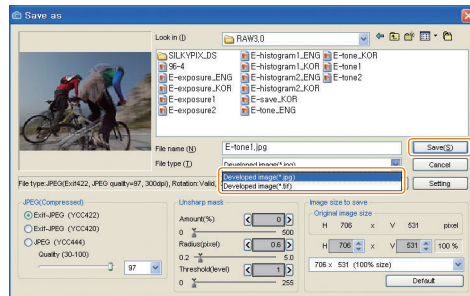 Save as
Look in (I)
RAW3,0
SILKYPIX_DS
96-4
E-exposure_ENG
E-exposure_KOR
E-exposure1
E-exposure2
E-histogram1_ENG
E-histogram1_KOR
E-histogram2_ENG
E-histogram2_KOR
E-save_KOR
E-tone_ENG
E-tone_KOR
E-tone1
E-tone2
File name (N)
E-tone1.jpg
Save(S)
File type (T)
Developed image(*.jpg)
Cancel
Developed image(*.jpg)
Developed image(*.tif)
File type:JPEG(Exif422, JPEG quality=97, 300dpi), Rotation:Valid,
Setting
JPEG(Compressed)
Exif-JPEG (YCC422)
Exif-JPEG (YCC420)
JPEG (YCC444)
Quality (30-100)
97
Unsharp mask
Amount(%)
0
0
500
Radius(pixel)
0.6
0.2
5.0
Threshold(level)
1
0
255
Image size to save
Original image size
H 706 x V 531 pixel
H 706 x V 531 100 %
706 x 531 (100% size)
Default